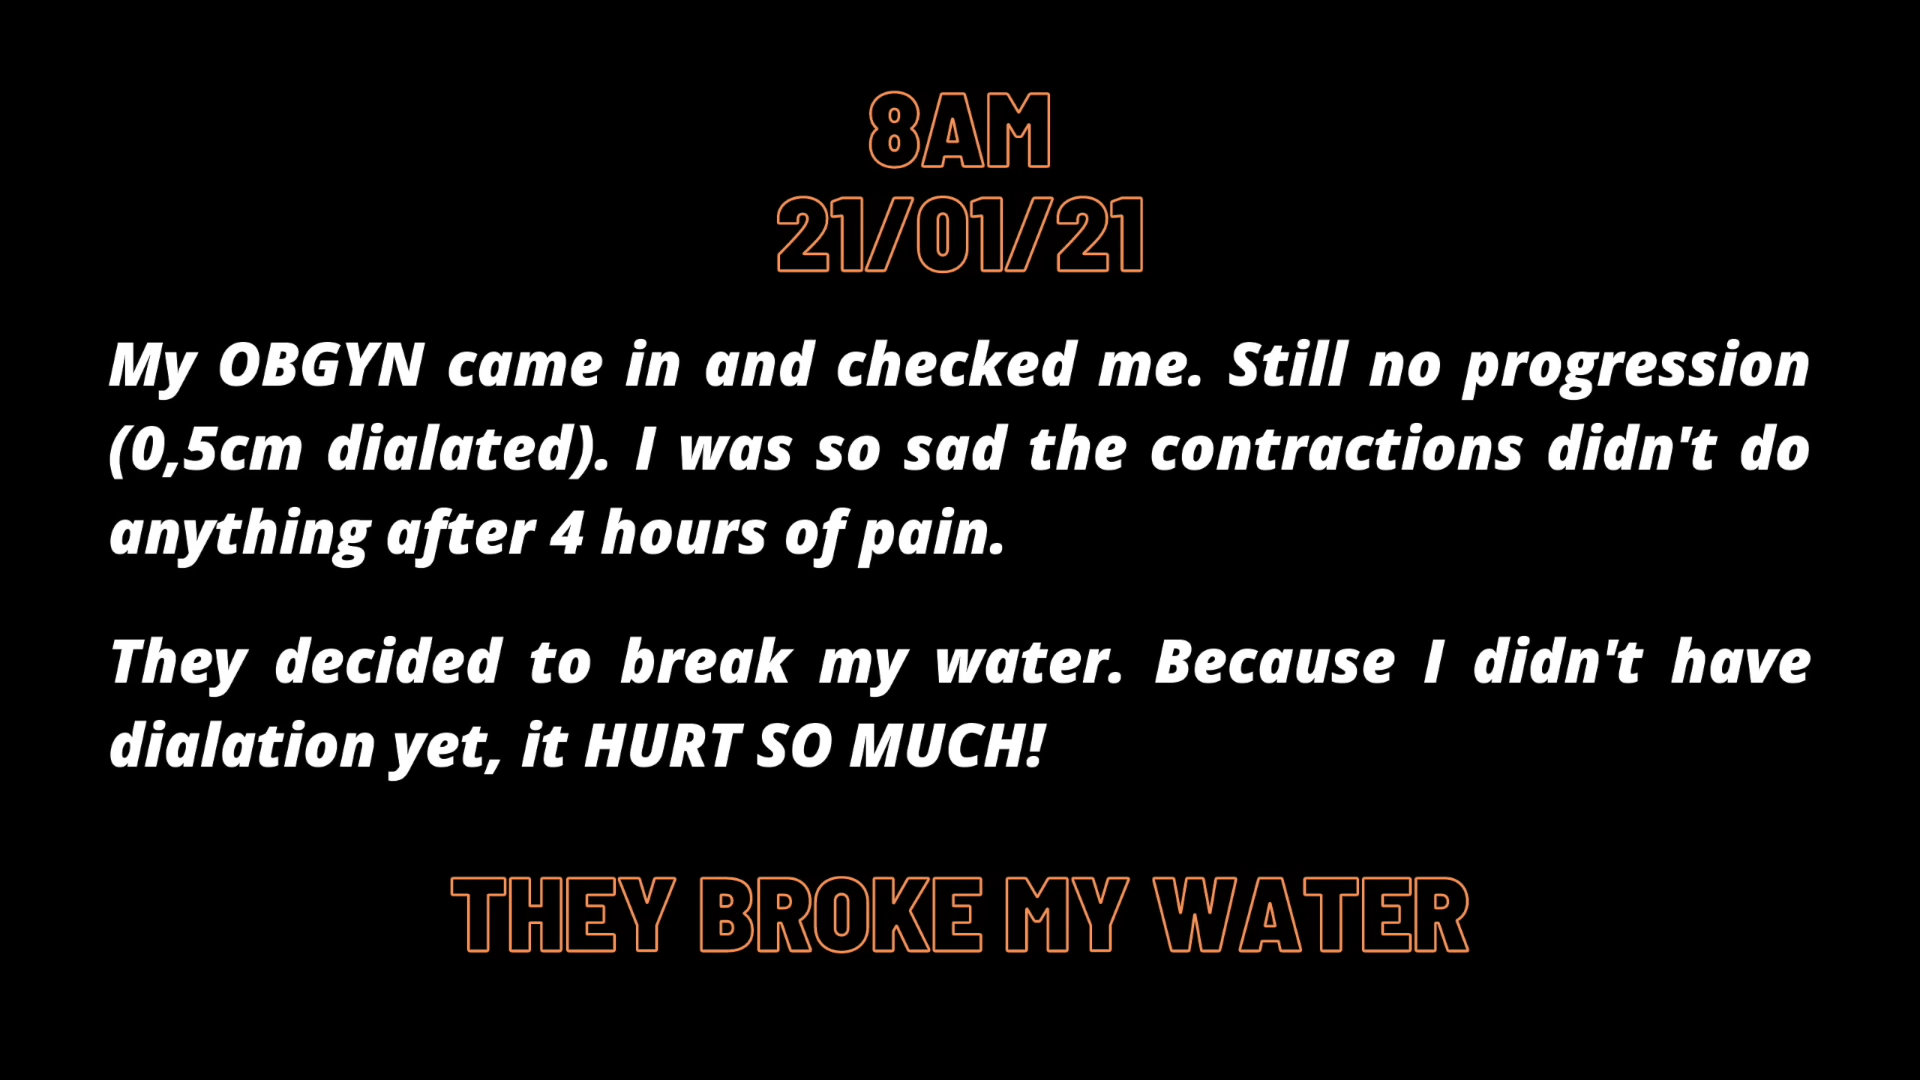 8AM
21/01/21
My OBGYN came in and checked me. Still no progression
(0,5cm dialated). I was so sad the contractions didn't do
anything after 4 hours of pain.
They decided to break my water. Because I didn't have
dialation yet, it HURT SO MUCH!
THEY BROKE MY WATER